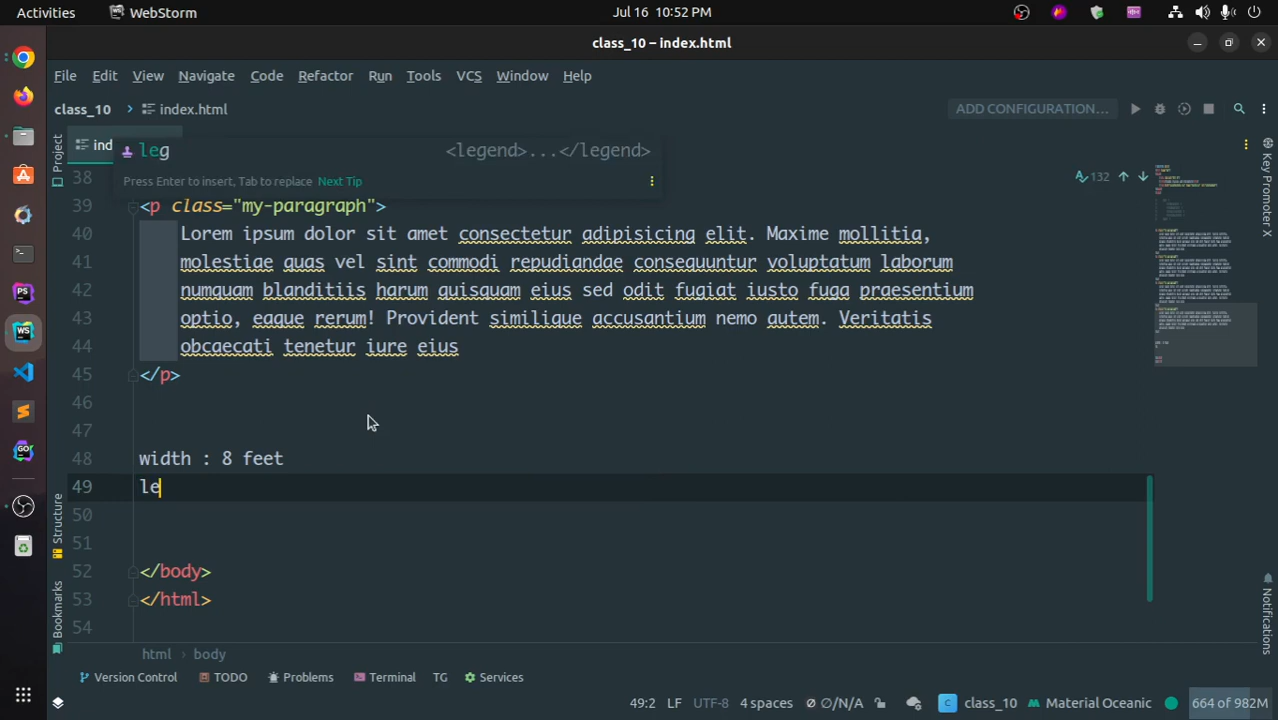 Activities
WebStorm
Jul 16 10:52 PM
class_10 – index.html
File Edit View Navigate Code Refactor Run Tools VCS Window Help
class_10 index.html
ADD CONFIGURATION...
Project
ind
leg <legend>...</legend>
Press Enter to insert, Tab to replace Next Tip
132
Key Promoter X
38
39 <p class="my-paragraph">
40 Lorem ipsum dolor sit amet consectetur adipisicing elit. Maxime mollitia,
41 molestiae quas vel sint commodi repudiandae consequuntur voluptatum laborum
42 numquam blanditiis harum quisquam eius sed odit fugiat iusto fuga praesentium
43 optio, eaque rerum! Provident similique accusantium nemo autem. Veritatis
44 obcaecati tenetur iure eius
45 </p>
46
47
48 width : 8 feet
49 le
50
51
52 </body>
53 </html>
54
Structure
Bookmarks
Notifications
PS
WS
GO
html body
Version Control TODO Problems Terminal TG Services
49:2 LF UTF-8 4 spaces Ø/N/A C class_10 Material Oceanic 664 of 982M